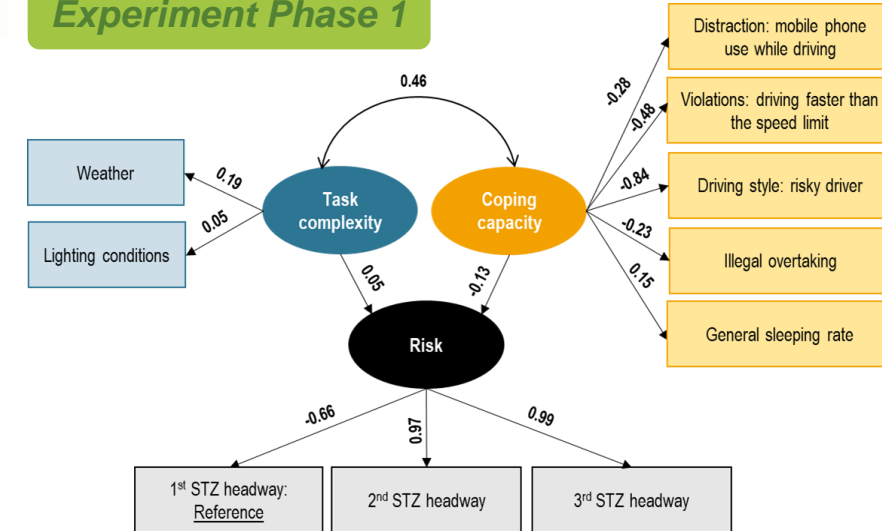 Experiment Phase 1
Distraction: mobile phone
use while driving
0.46
-0.28
Violations: driving faster than
the speed limit
-0.48
Weather
0.19
Task
complexity
Coping
capacity
-0.84
Driving style: risky driver
0.05
Lighting conditions
-0.23
Illegal overtaking
0.05
-0.13
0.15
General sleeping rate
Risk
-0.66
0.97
0.99
1st STZ headway:
Reference
2nd STZ headway
3rd STZ headway